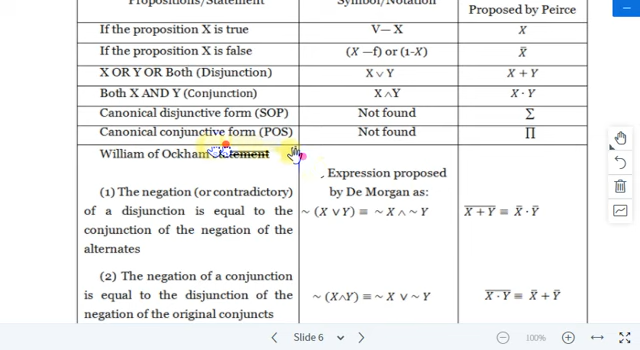 Propositions/Statement Symbol/Notation Proposed by Peirce
If the proposition X is true V— X X
If the proposition X is false (X —f) or (1-X) X̄
X OR Y OR Both (Disjunction) X ∨ Y X + Y
Both X AND Y (Conjunction) X ∧Y X · Y
Canonical disjunctive form (SOP) Not found Σ
Canonical conjunctive form (POS) Not found ∏
William of Ockham Statement
Expression proposed
by De Morgan as:
(1) The negation (or contradictory)
of a disjunction is equal to the ~ (X ∨ Y) ≡ ~ X ∧ ~ Y \overline{X + Y} = X̄ · Ȳ
conjunction of the negation of the
alternates
(2) The negation of a conjunction
is equal to the disjunction of the ~ (X∧Y) ≡ ~ X ∨ ~ Y \overline{X · Y} = X̄ + Ȳ
negation of the original conjuncts
Slide 6 100%